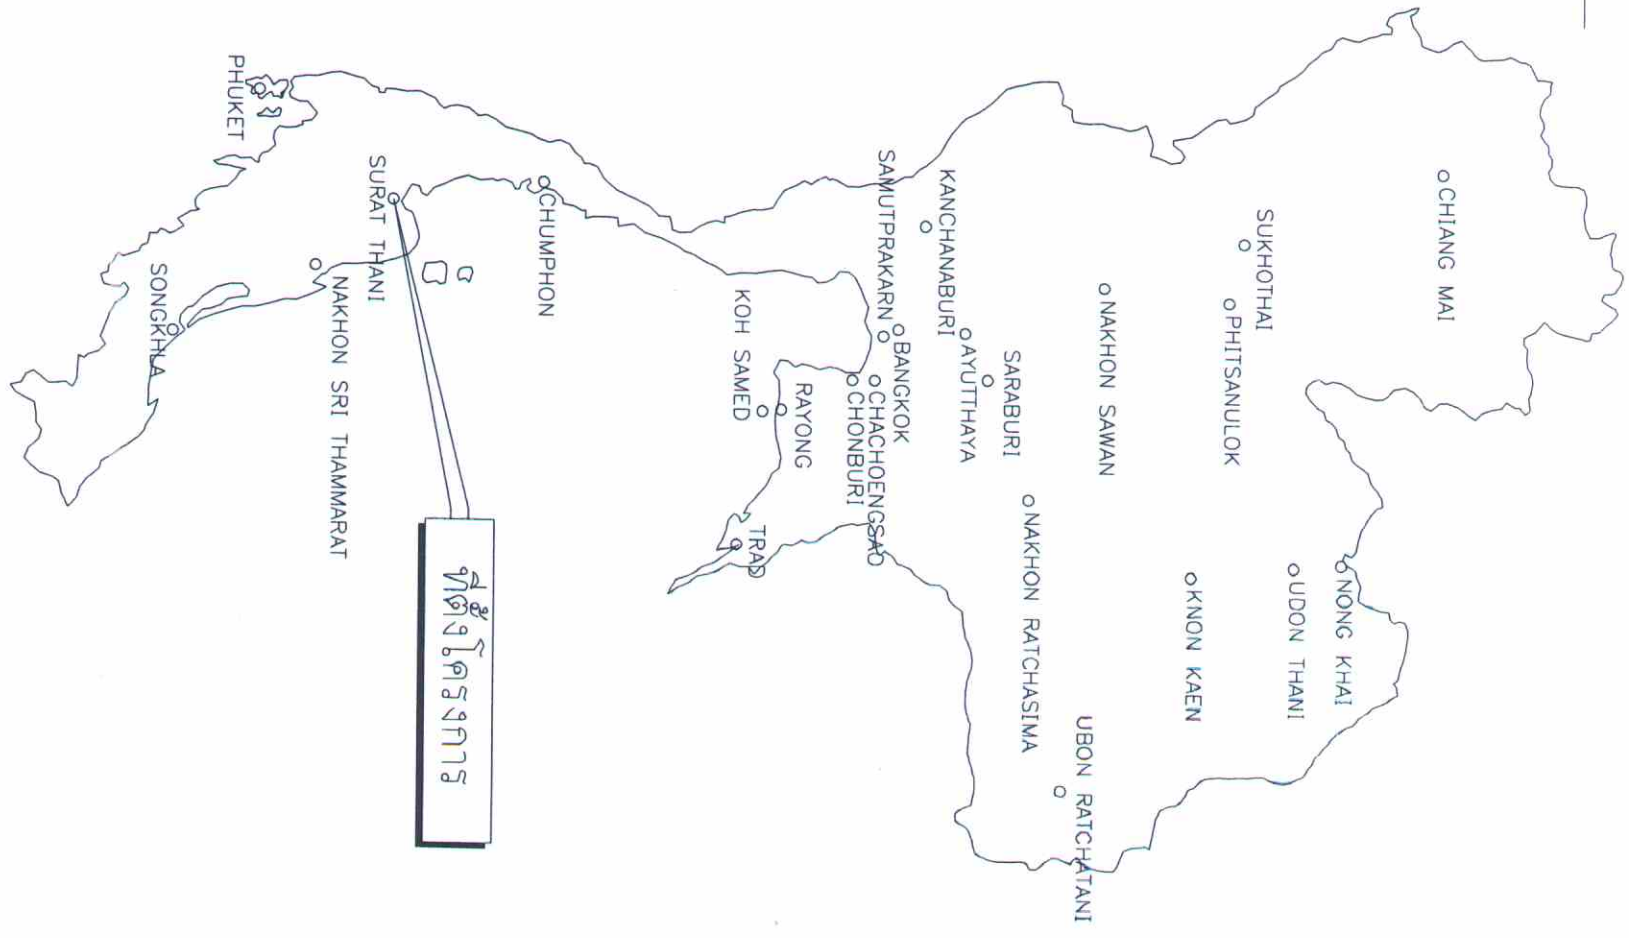 CHIANG MAI
NONG KHAI
UDON THANI
SUKHOTHAI
PHITSANULOK
KNON KAEN
NAKHON SAWAN
UBON RATCHATANI
NAKHON RATCHASIMA
SARABURI
AYUTTHAYA
KANCHANABURI
BANGKOK
SAMUTPRAKARN
CHACHOENGSAO
CHONBURI
RAYONG
KOH SAMED
TRAD
CHUMPHON
ที่ตั้งโครงการ
SURAT THANI
NAKHON SRI THAMMARAT
PHUKET
SONGKHLA